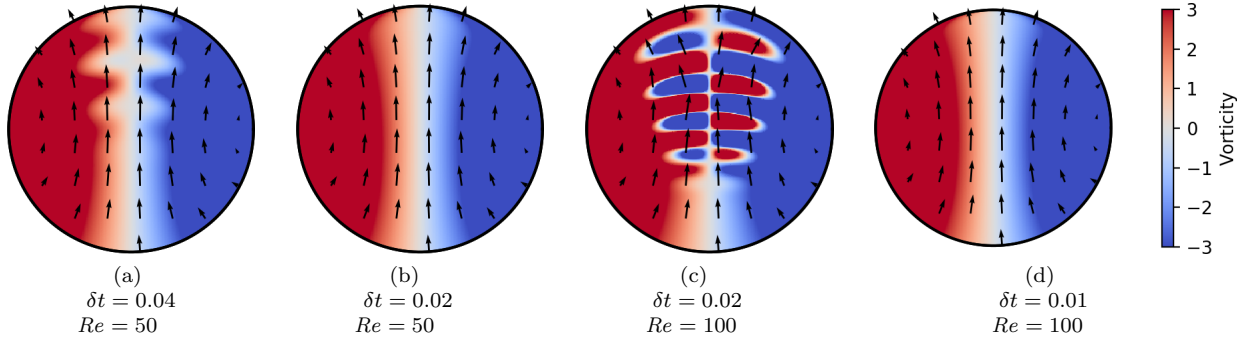 3
2
1
0
−1
−2
−3
Vorticity
(a)
δt = 0.04
Re = 50
(b)
δt = 0.02
Re = 50
(c)
δt = 0.02
Re = 100
(d)
δt = 0.01
Re = 100